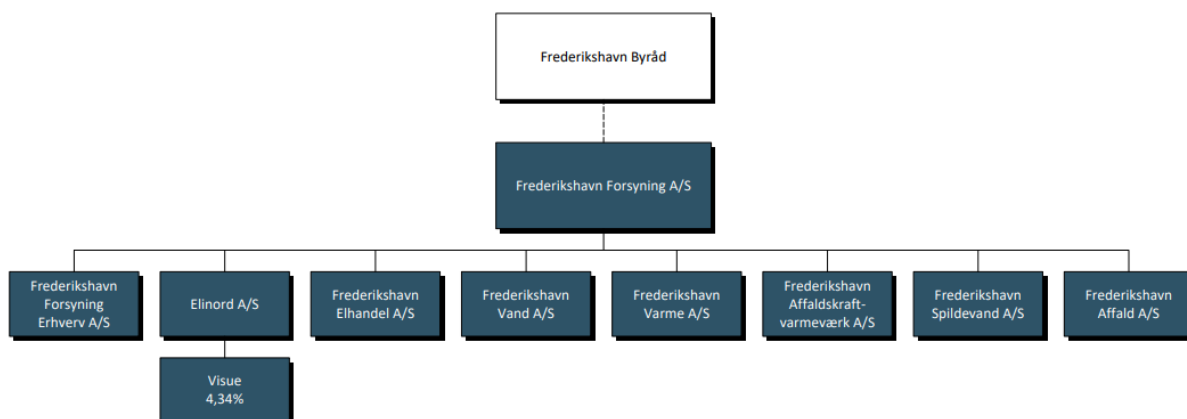 Frederikshavn Byråd
Frederikshavn Forsyning A/S
Frederikshavn
Forsyning
Erhverv A/S
Elinord A/S
Frederikshavn
Elhandel A/S
Frederikshavn
Vand A/S
Frederikshavn
Varme A/S
Frederikshavn
Affaldskraft-
varmeværk A/S
Frederikshavn
Spildevand A/S
Frederikshavn
Affald A/S
Visue
4,34%